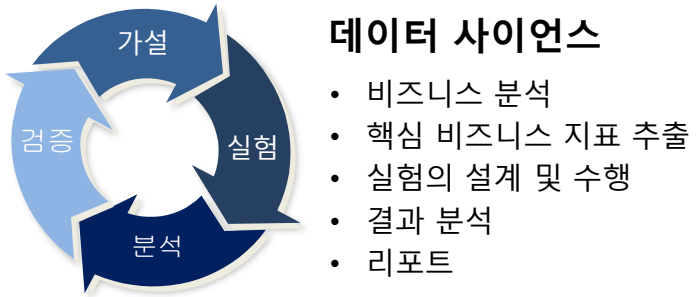 가설
실험
분석
검증
데이터 사이언스
• 비즈니스 분석
• 핵심 비즈니스 지표 추출
• 실험의 설계 및 수행
• 결과 분석
• 리포트